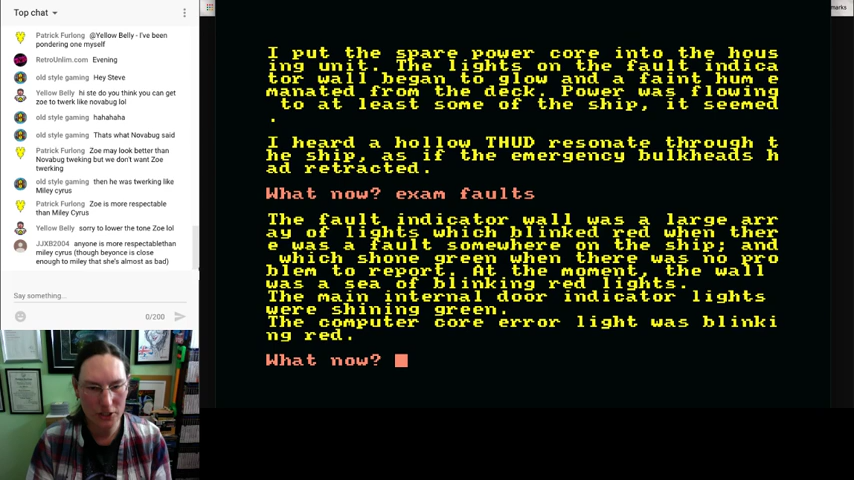 Top chat
marks
Patrick Furlong @Yellow Belly - I've been
pondering one myself
RetroUnlim.com Evening
old style gaming Hey Steve
Yellow Belly hi ste do you think you can get
zoe to twerk like novabug lol
old style gaming hahahaha
old style gaming Thats what Novabug said
Patrick Furlong Zoe may look better than
Novabug tweking but we don't want Zoe
twerking
old style gaming then he was twerking like
Miley cyrus
Patrick Furlong Zoe is more respectable
than Miley Cyrus
Yellow Belly sorry to lower the tone Zoe lol
JJXB2004 anyone is more respectablethan
miley cyrus (though beyonce is close
enough to miley that she's almost as bad)
Say something...
0/200
I put the spare power core into the hous
ing unit. The lights on the fault indica
tor wall began to glow and a faint hum e
manated from the deck. Power was flowing
to at least some of the ship, it seemed
.
I heard a hollow THUD resonate through t
he ship, as if the emergency bulkheads h
ad retracted.
What now? exam faults
The fault indicator wall was a large arr
ay of lights which blinked red when ther
e was a fault somewhere on the ship; and
which shone green when there was no pro
blem to report. At the moment, the wall
was a sea of blinking red lights.
The main internal door indicator lights
were shining green.
The computer core error light was blinki
ng red.
What now?